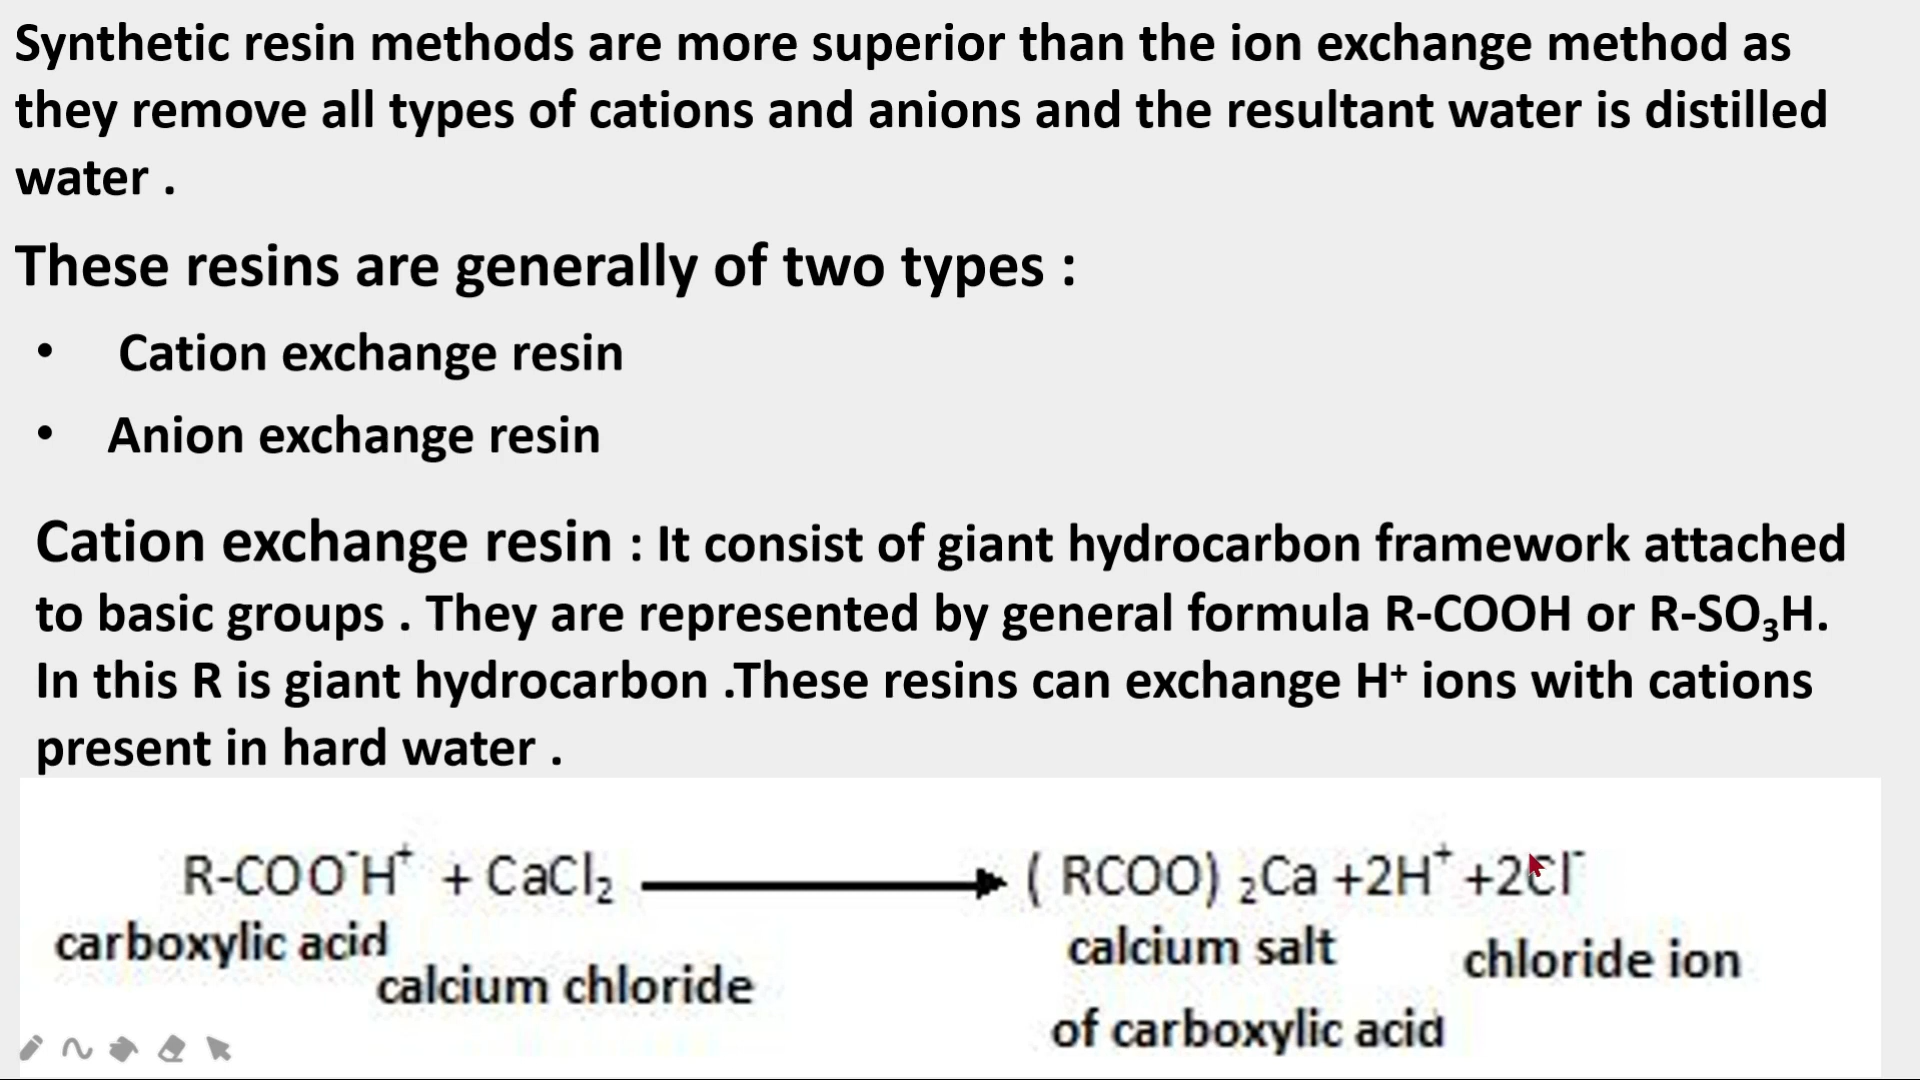 Synthetic resin methods are more superior than the ion exchange method as
they remove all types of cations and anions and the resultant water is distilled
water .
These resins are generally of two types :
• Cation exchange resin
• Anion exchange resin
Cation exchange resin : It consist of giant hydrocarbon framework attached
to basic groups . They are represented by general formula R-COOH or R-SO₃H.
In this R is giant hydrocarbon .These resins can exchange H⁺ ions with cations
present in hard water .
R-COO⁻H⁺ + CaCl₂ ⟶ ( RCOO) ₂Ca +2H⁺ +2Cl⁻
carboxylic acid
calcium chloride
calcium salt
of carboxylic acid
chloride ion